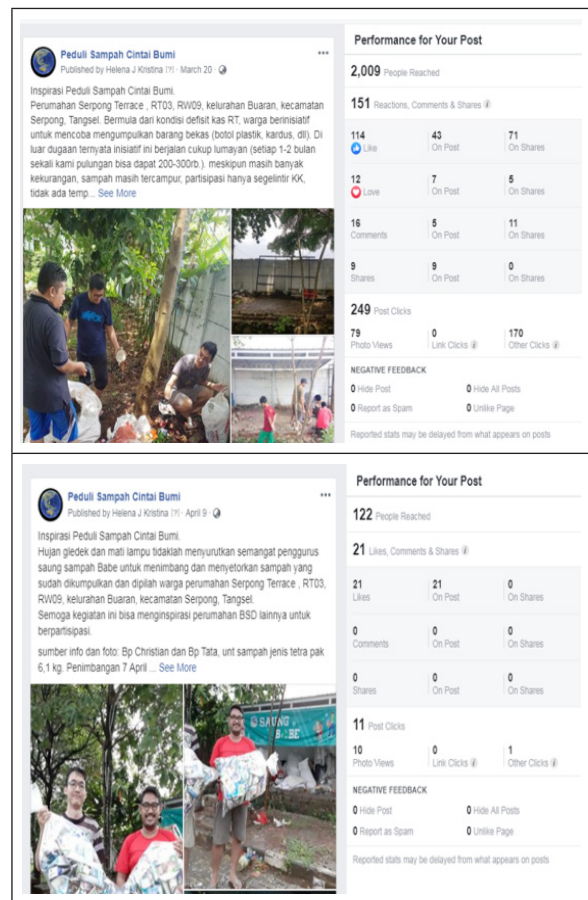 Peduli Sampah Cintai Bumi
Published by Helena J Kristina [?] · March 20 ·
Inspirasi Peduli Sampah Cintai Bumi.
Perumahan Serpong Terrace , RT03, RW09, kelurahan Buaran, kecamatan
Serpong, Tangsel. Bermula dari kondisi defisit kas RT, warga berinisiatif
untuk mencoba mengumpulkan barang bekas (botol plastik, kardus, dll). Di
luar dugaan ternyata inisiatif ini berjalan cukup lumayan (setiap 1-2 bulan
sekali kami pulungan bisa dapat 200-300rb.). meskipun masih banyak
kekurangan, sampah masih tercampur, partisipasi hanya segelintir KK,
tidak ada temp... See More
Performance for Your Post
2,009 People Reached
151 Reactions, Comments & Shares
114 43 71
Like On Post On Shares
12 7 5
Love On Post On Shares
16 5 11
Comments On Post On Shares
9 9 0
Shares On Post On Shares
249 Post Clicks
79 0 170
Photo Views Link Clicks Other Clicks
NEGATIVE FEEDBACK
0 Hide Post 0 Hide All Posts
0 Report as Spam 0 Unlike Page
Reported stats may be delayed from what appears on posts
Peduli Sampah Cintai Bumi
Published by Helena J Kristina [?] · April 9 ·
Inspirasi Peduli Sampah Cintai Bumi.
Hujan gledek dan mati lampu tidaklah menyurutkan semangat penggurus
saung sampah Babe untuk menimbang dan menyetorkan sampah yang
sudah dikumpulkan dan dipilah warga perumahan Serpong Terrace , RT03,
RW09, kelurahan Buaran, kecamatan Serpong, Tangsel.
Semoga kegiatan ini bisa menginspirasi perumahan BSD lainnya untuk
berpartisipasi.
sumber info dan foto: Bp Christian dan Bp Tata, unt sampah jenis tetra pak
6,1 kg. Penimbangan 7 April ... See More
SAUNG
BABE
Performance for Your Post
122 People Reached
21 Likes, Comments & Shares
21 21 0
Likes On Post On Shares
0 0 0
Comments On Post On Shares
0 0 0
Shares On Post On Shares
11 Post Clicks
10 0 1
Photo Views Link Clicks Other Clicks
NEGATIVE FEEDBACK
0 Hide Post 0 Hide All Posts
0 Report as Spam 0 Unlike Page
Reported stats may be delayed from what appears on posts